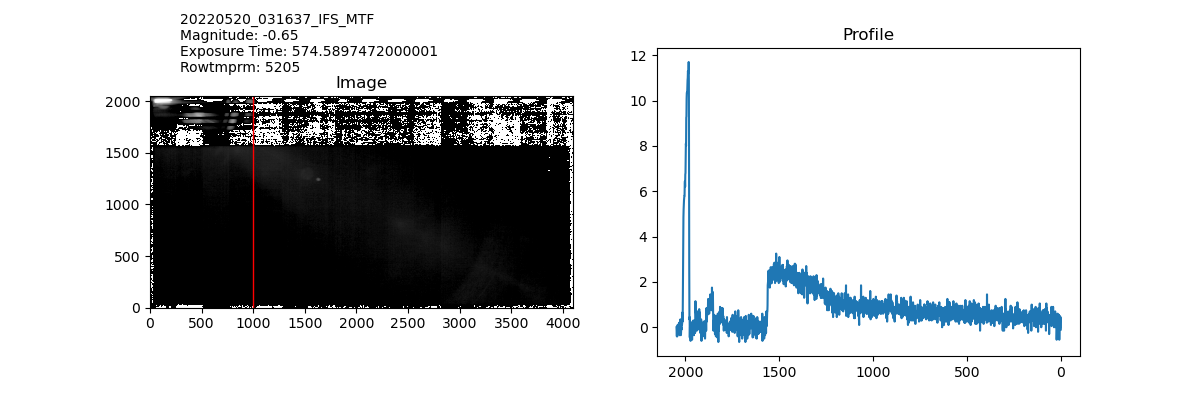 20220520_031637_IFS_MTF
Magnitude: -0.65
Exposure Time: 574.5897472000001
Rowtmprm: 5205
Image
2000
1500
1000
500
0
0 500 1000 1500 2000 2500 3000 3500 4000
Profile
12
10
8
6
4
2
0
2000 1500 1000 500 0